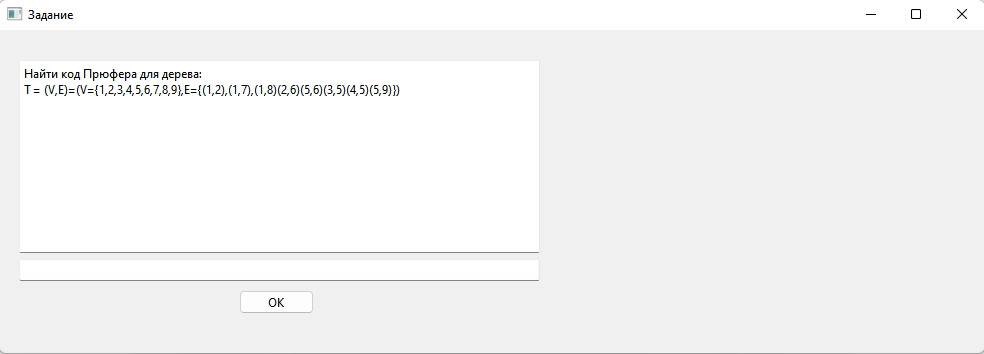 Задание
Найти код Прюфера для дерева:
T = (V,E)=(V={1,2,3,4,5,6,7,8,9},E={(1,2),(1,7),(1,8)(2,6)(5,6)(3,5)(4,5)(5,9)})
ОК